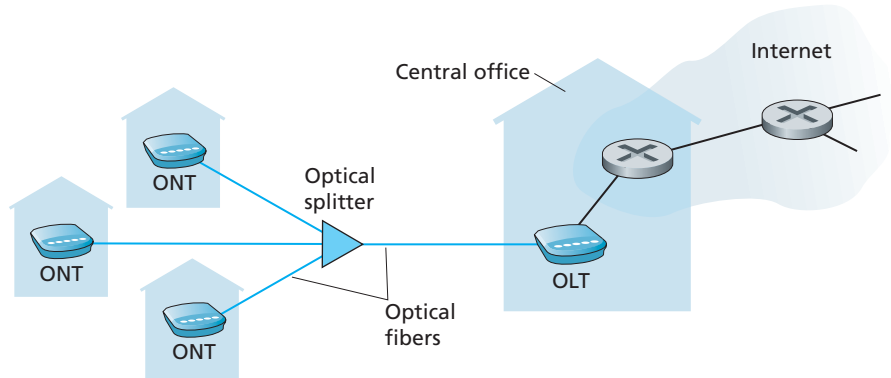 Internet
Central office
ONT
Optical
splitter
ONT
OLT
Optical
fibers
ONT